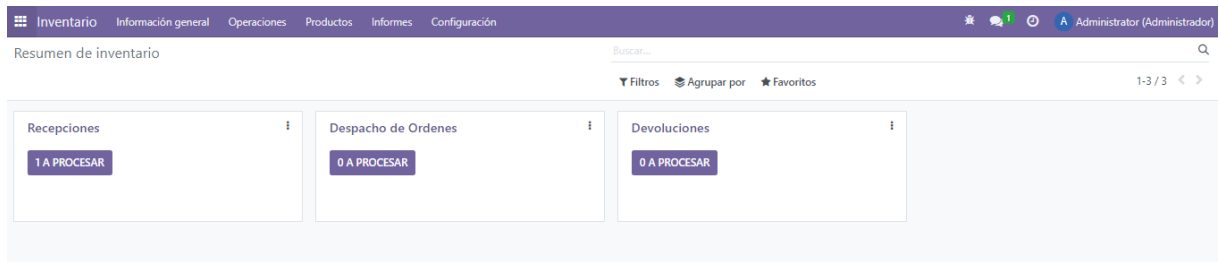 Inventario Información general Operaciones Productos Informes Configuración 1 A Administrator (Administrador)
Resumen de inventario Buscar...
Filtros Agrupar por Favoritos 1-3 / 3
Recepciones Despacho de Ordenes Devoluciones
1 A PROCESAR 0 A PROCESAR 0 A PROCESAR